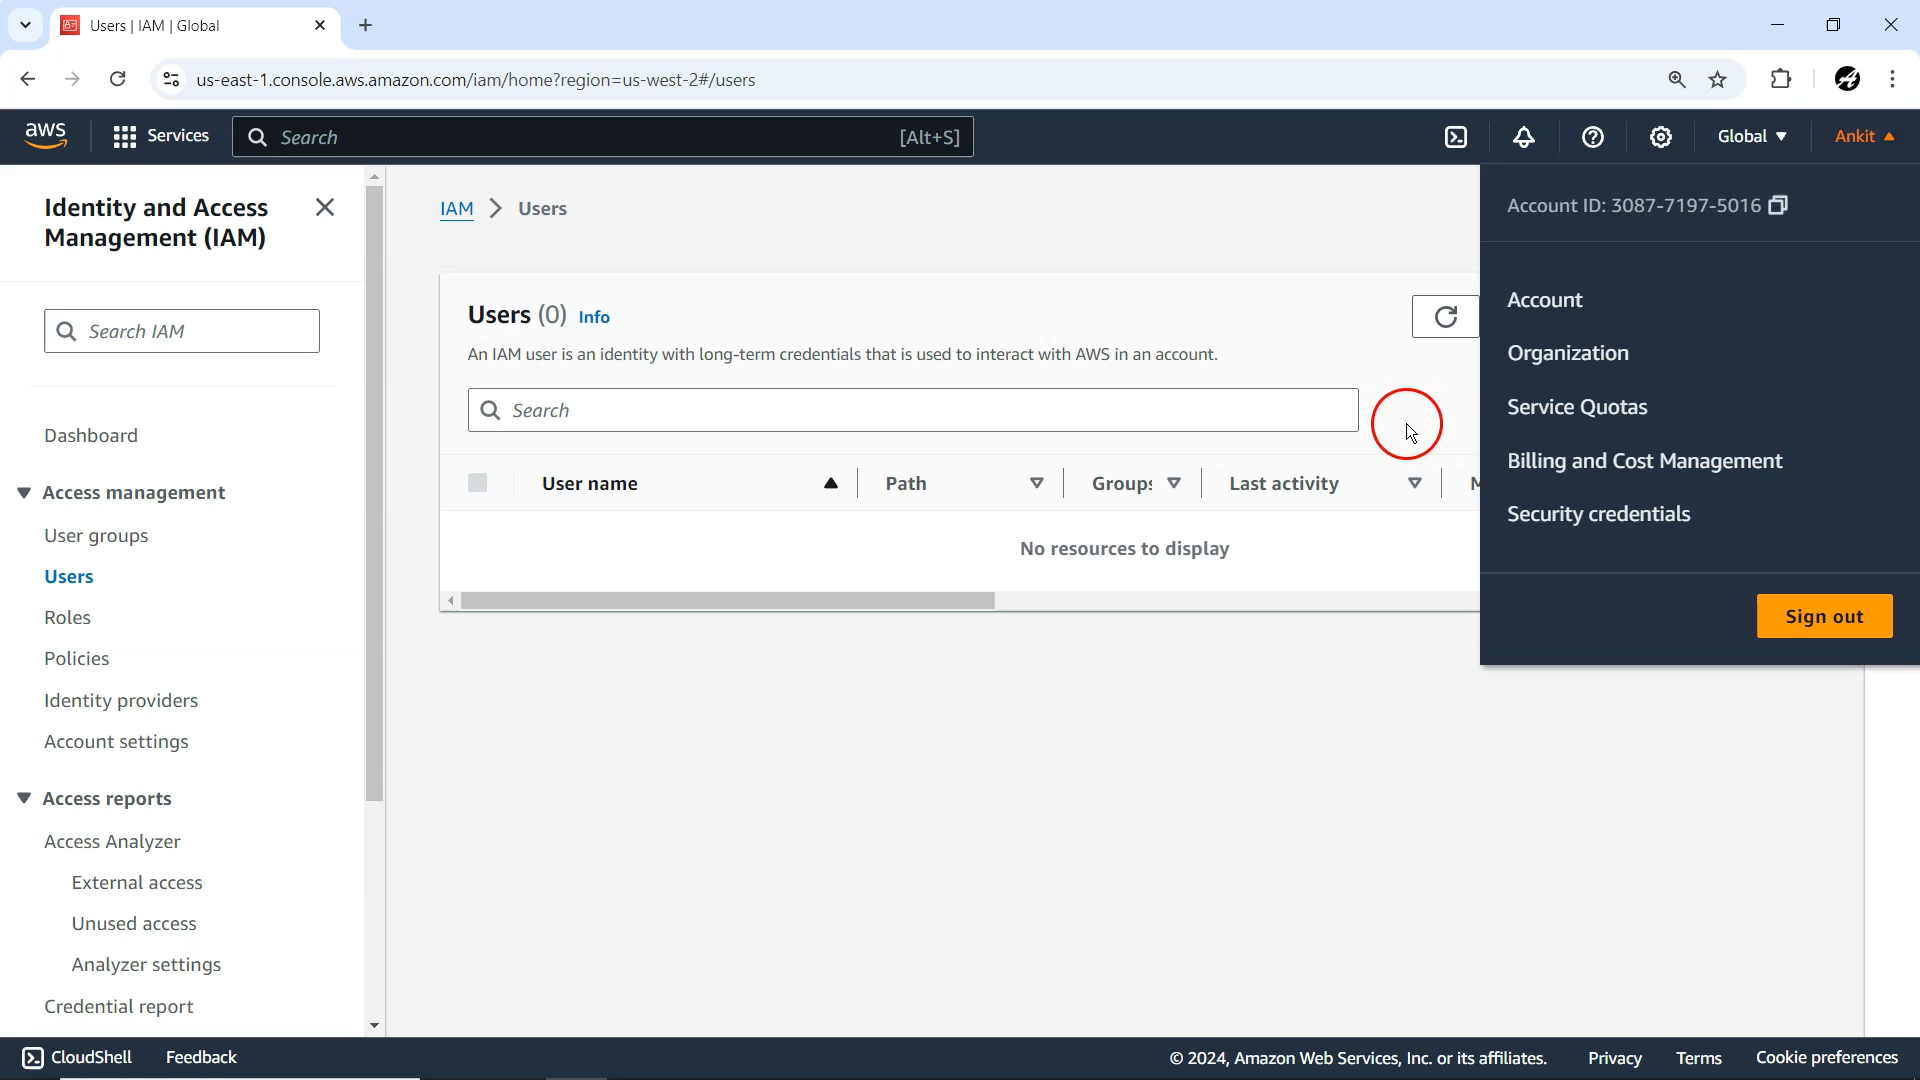 Users | IAM | Global
us-east-1.console.aws.amazon.com/iam/home?region=us-west-2#/users
aws
Services
Search
[Alt+S]
Global
Ankit
Identity and Access
Management (IAM)
Search IAM
Dashboard
Access management
User groups
Users
Roles
Policies
Identity providers
Account settings
Access reports
Access Analyzer
External access
Unused access
Analyzer settings
Credential report
IAM > Users
Users (0) Info
An IAM user is an identity with long-term credentials that is used to interact with AWS in an account.
Search
User name
Path
Groups
Last activity
No resources to display
Account ID: 3087-7197-5016
Account
Organization
Service Quotas
Billing and Cost Management
Security credentials
Sign out
CloudShell
Feedback
© 2024, Amazon Web Services, Inc. or its affiliates.
Privacy
Terms
Cookie preferences